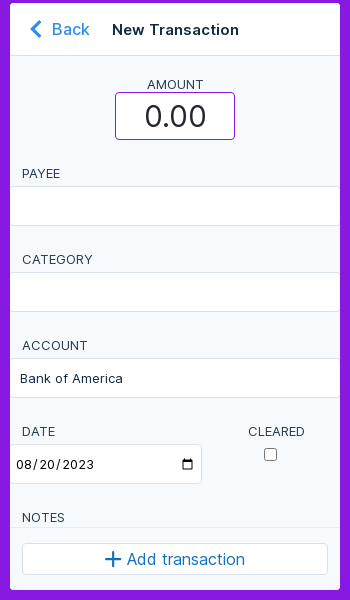 Back New Transaction
AMOUNT
0.00
PAYEE
CATEGORY
ACCOUNT
Bank of America
DATE CLEARED
08/20/2023
NOTES
Add transaction